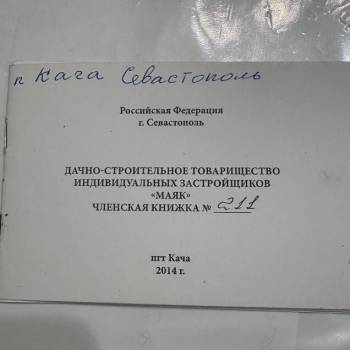 п Кача Севастополь
Российская Федерация
г. Севастополь
ДАЧНО-СТРОИТЕЛЬНОЕ ТОВАРИЩЕСТВО
ИНДИВИДУАЛЬНЫХ ЗАСТРОЙЩИКОВ
«МАЯК»
ЧЛЕНСКАЯ КНИЖКА № 211
пгт Кача
2014 г.